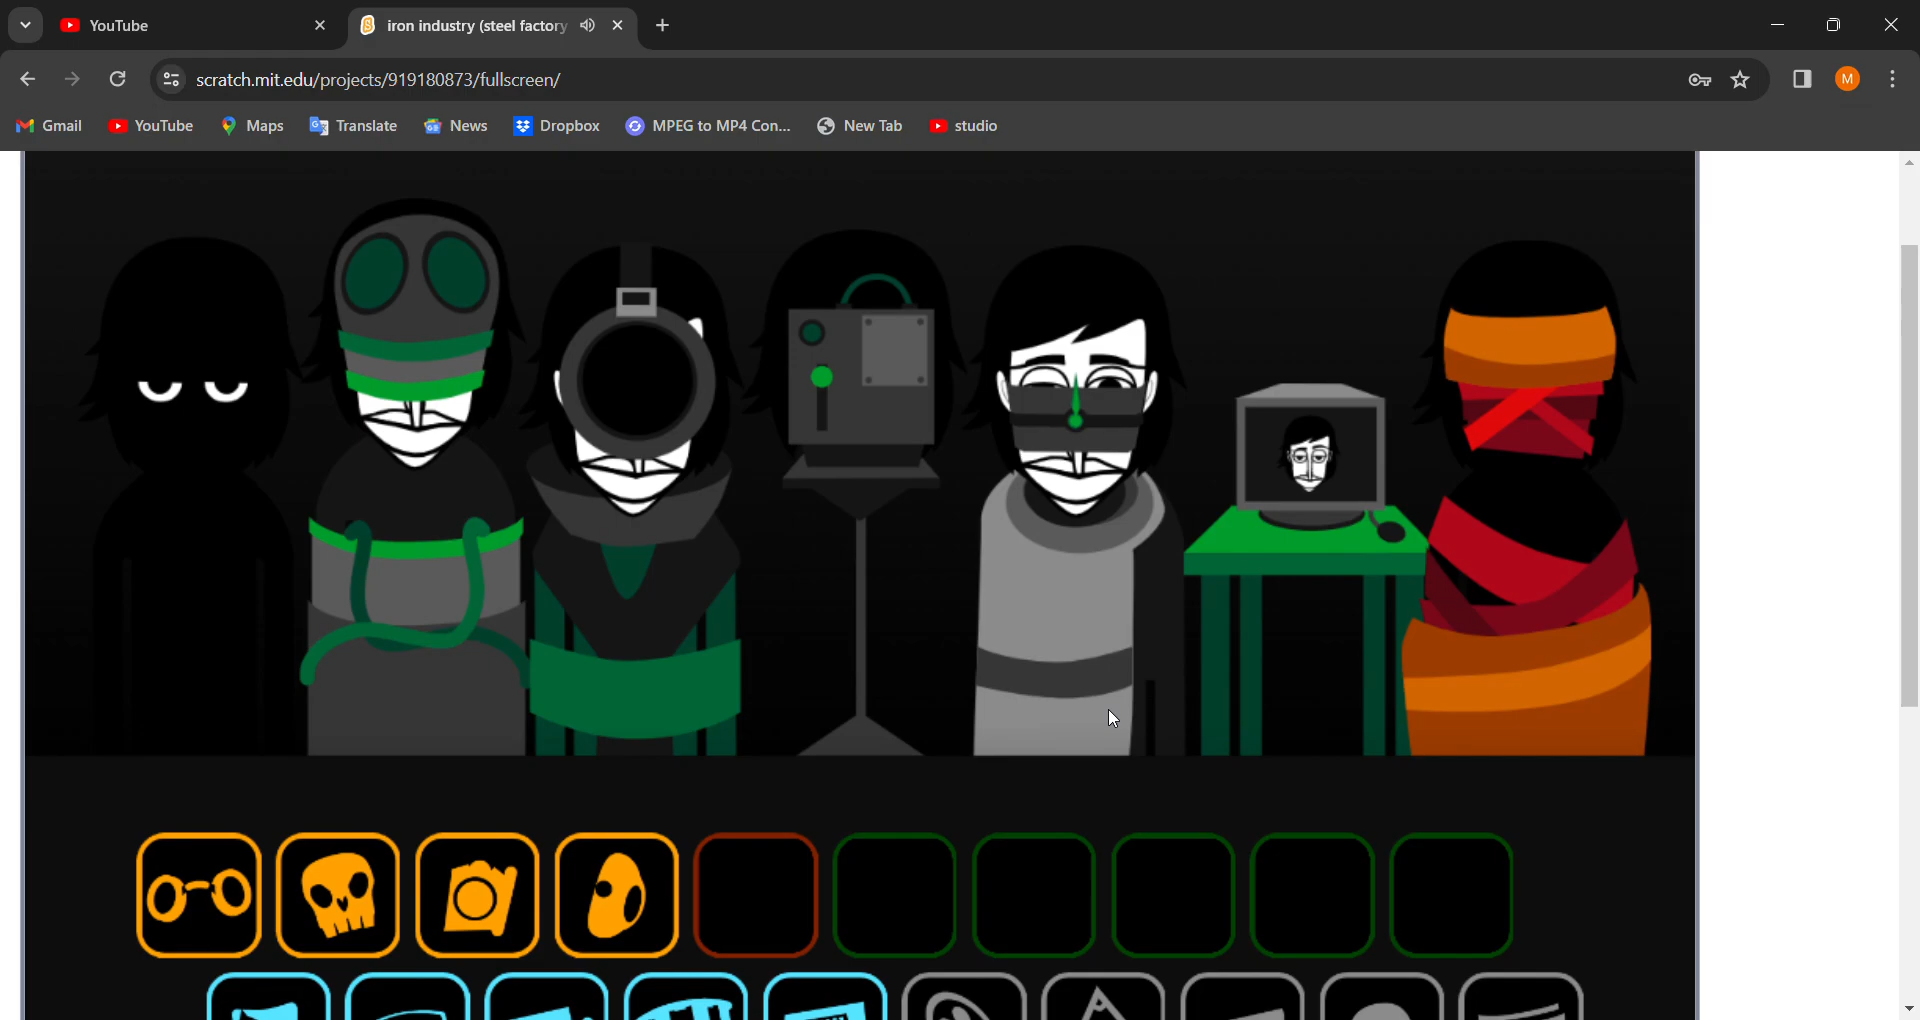 YouTube
iron industry (steel factory
scratch.mit.edu/projects/919180873/fullscreen/
M
Gmail YouTube Maps Translate News Dropbox MPEG to MP4 Con... New Tab studio